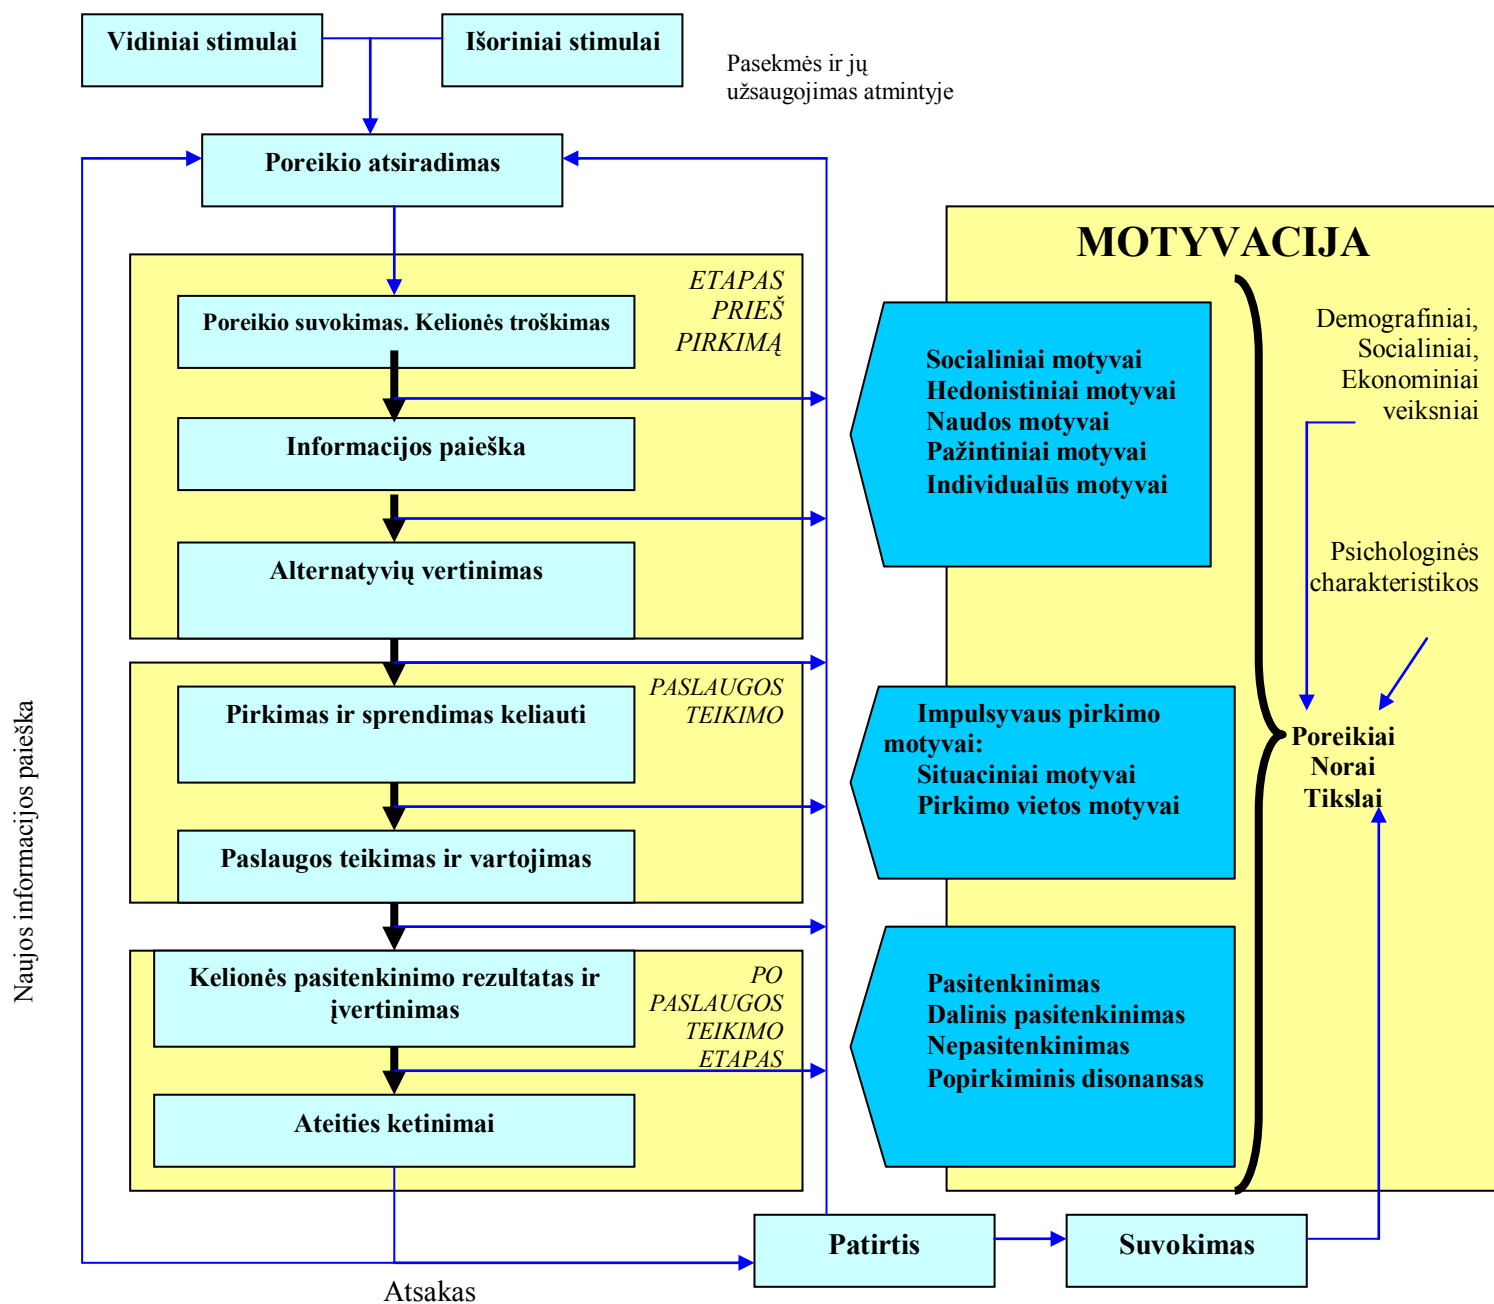 Vidiniai stimulai
Išoriniai stimulai
Pasekmės ir jų
užsaugojimas atmintyje
Poreikio atsiradimas
ETAPAS
PRIEŠ
PIRKIMĄ
Poreikio suvokimas. Kelionės troškimas
Informacijos paieška
Alternatyvių vertinimas
PASLAUGOS
TEIKIMO
Pirkimas ir sprendimas keliauti
Paslaugos teikimas ir vartojimas
PO
PASLAUGOS
TEIKIMO
ETAPAS
Kelionės pasitenkinimo rezultatas ir
įvertinimas
Ateities ketinimai
Naujos informacijos paieška
MOTYVACIJA
Socialiniai motyvai
Hedonistiniai motyvai
Naudos motyvai
Pažintiniai motyvai
Individualūs motyvai
Impulsyvaus pirkimo
motyvai:
Situaciniai motyvai
Pirkimo vietos motyvai
Pasitenkinimas
Dalinis pasitenkinimas
Nepasitenkinimas
Popirkiminis disonansas
Demografiniai,
Socialiniai,
Ekonominiai
veiksniai
Psichologinės
charakteristikos
Poreikiai
Norai
Tikslai
Patirtis
Suvokimas
Atsakas